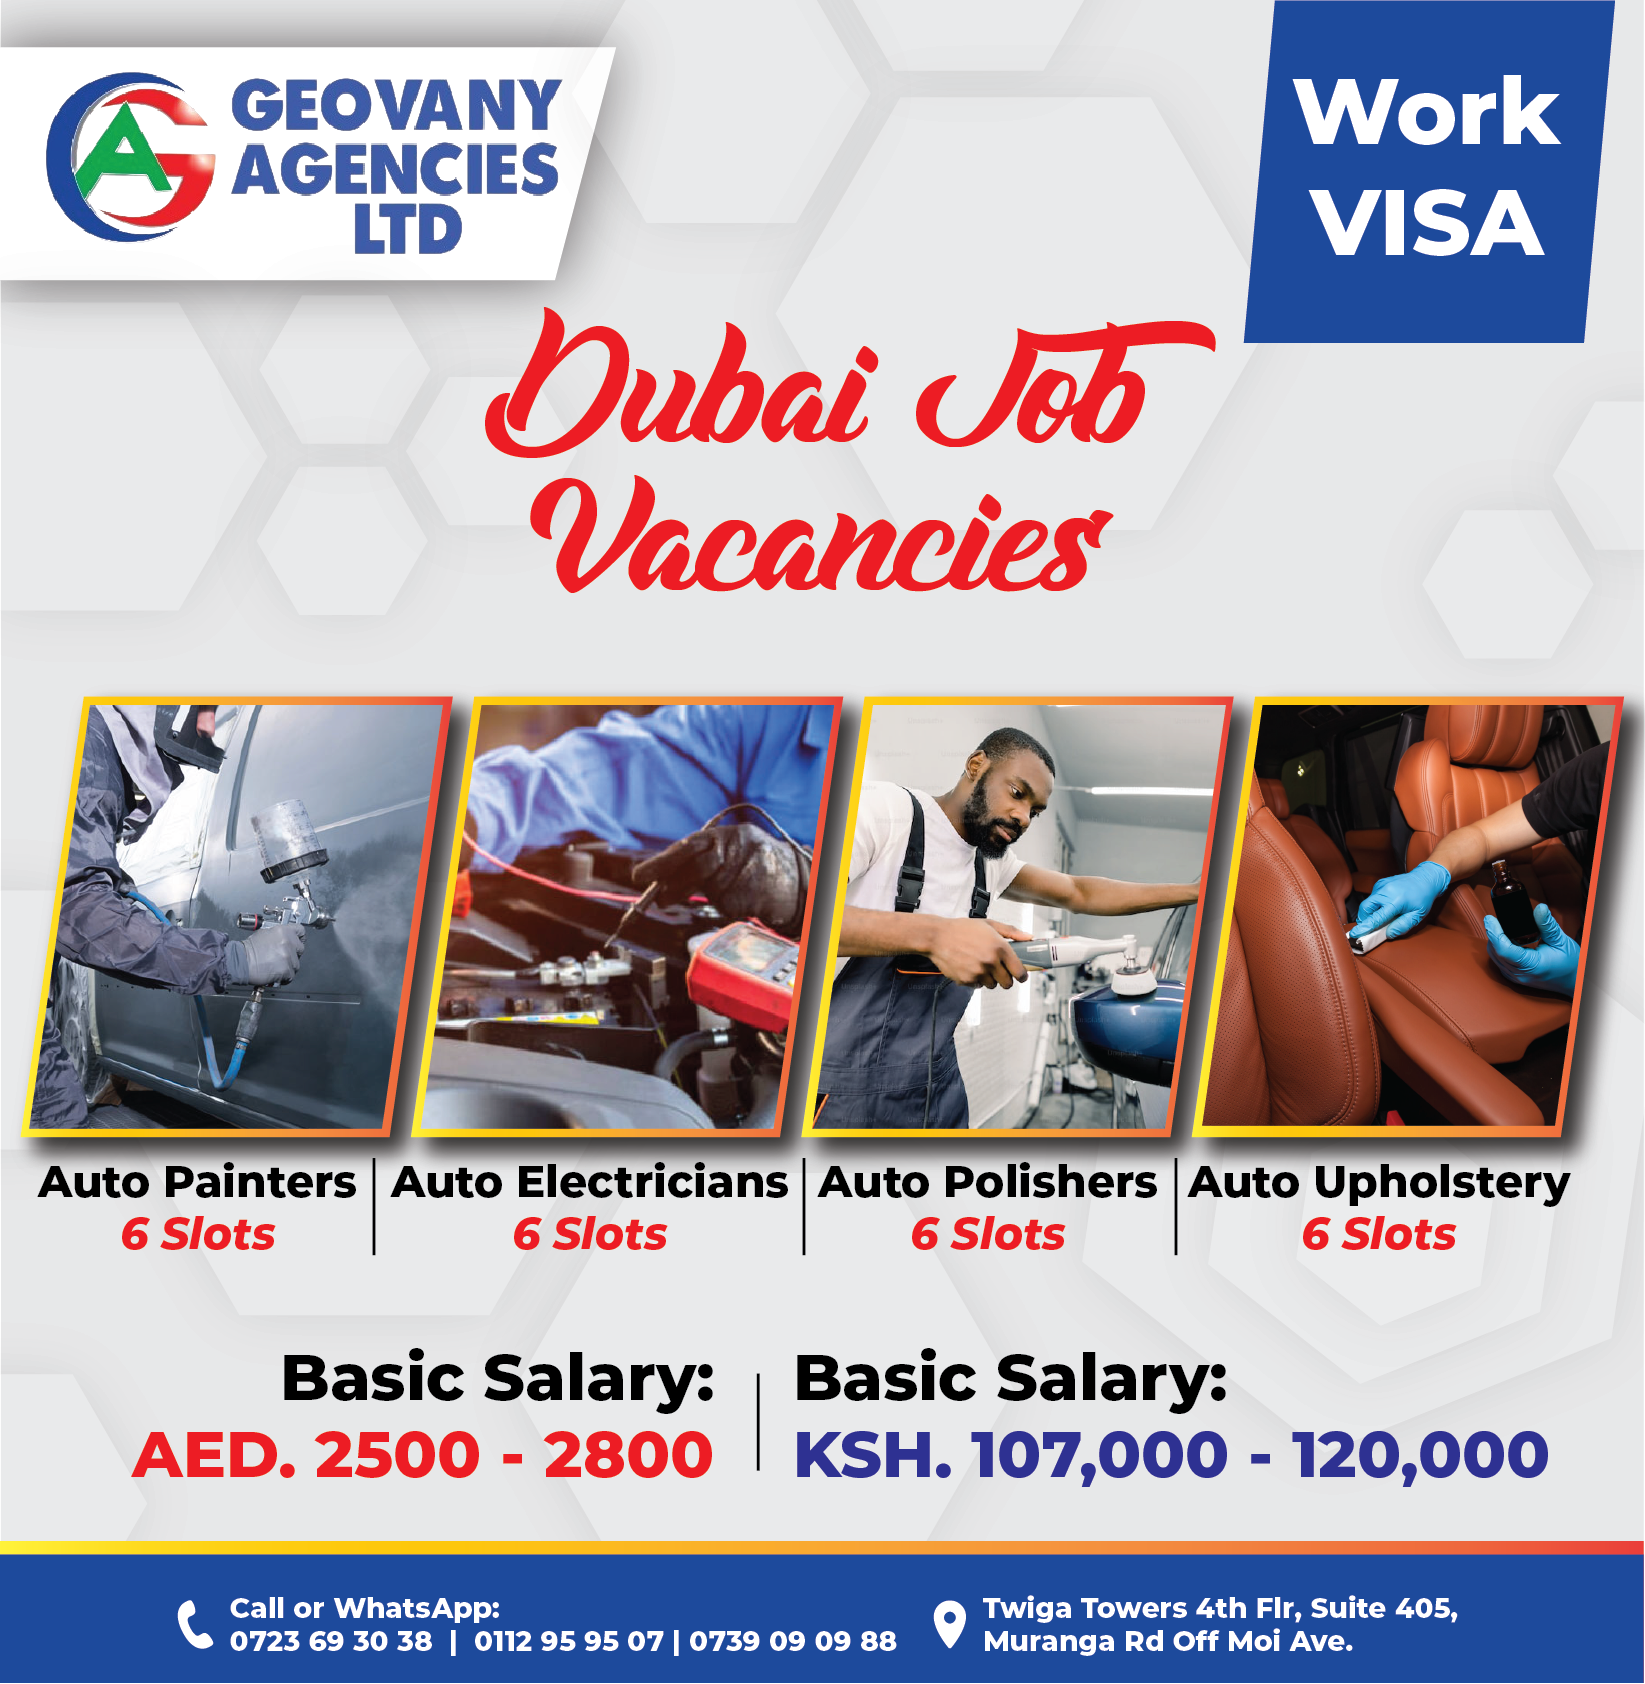 GEOVANY
AGENCIES
LTD
Work
VISA
Dubai Job
Vacancies
Auto Painters
6 Slots
Auto Electricians
6 Slots
Auto Polishers
6 Slots
Auto Upholstery
6 Slots
Basic Salary:
AED. 2500 - 2800
Basic Salary:
KSH. 107,000 - 120,000
Call or WhatsApp:
0723 69 30 38 | 0112 95 95 07 | 0739 09 09 88
Twiga Towers 4th Flr, Suite 405,
Muranga Rd Off Moi Ave.